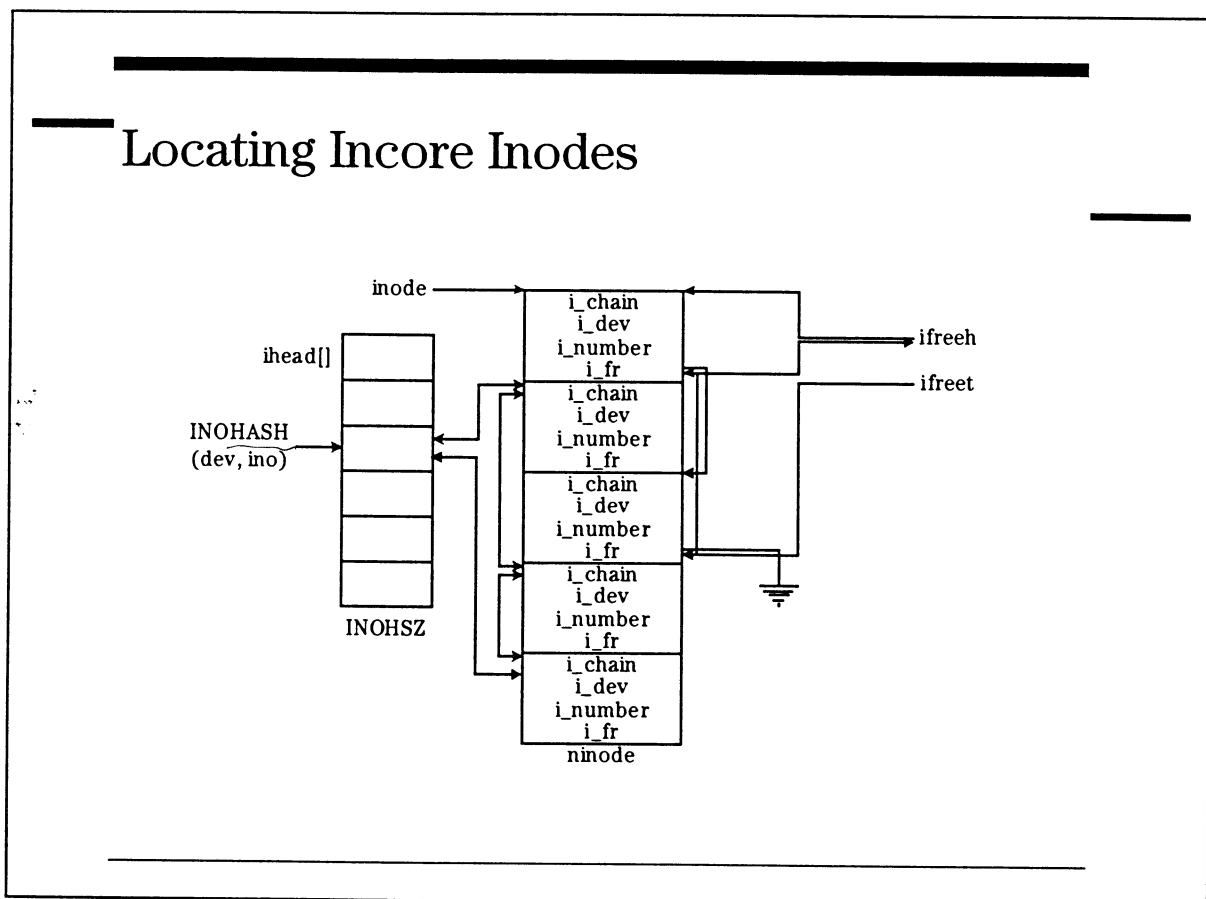 Locating Incore Inodes
inode
ihead[]
INOHASH
(dev, ino)
INOHSZ
i_chain
i_dev
i_number
i_fr
i_chain
i_dev
i_number
i_fr
i_chain
i_dev
i_number
i_fr
i_chain
i_dev
i_number
i_fr
i_chain
i_dev
i_number
i_fr
ninode
ifreeh
ifreet